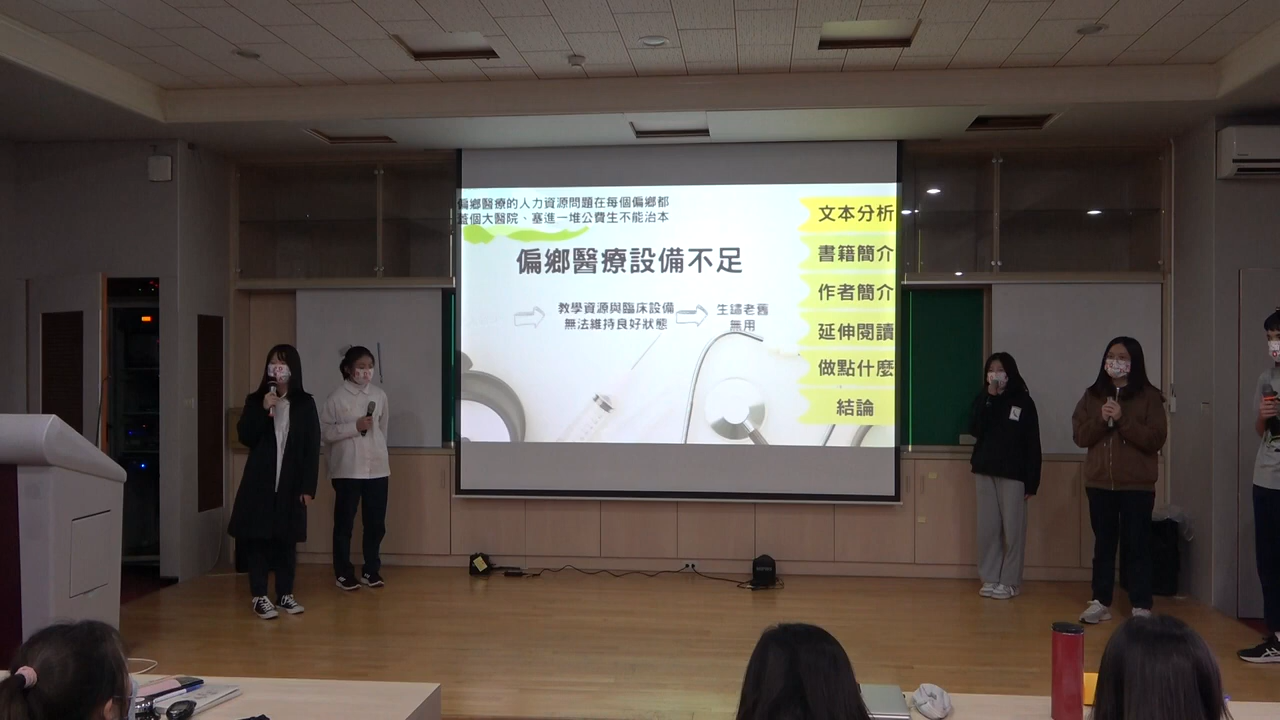 偏鄉醫療的人力資源問題在每個偏鄉都
蓋個大醫院、塞進一堆公費生不能治本
偏鄉醫療設備不足
教學資源與臨床設備
無法維持良好狀態
生鏽老舊
無用
文本分析
書籍簡介
作者簡介
延伸閱讀
做點什麼
結論